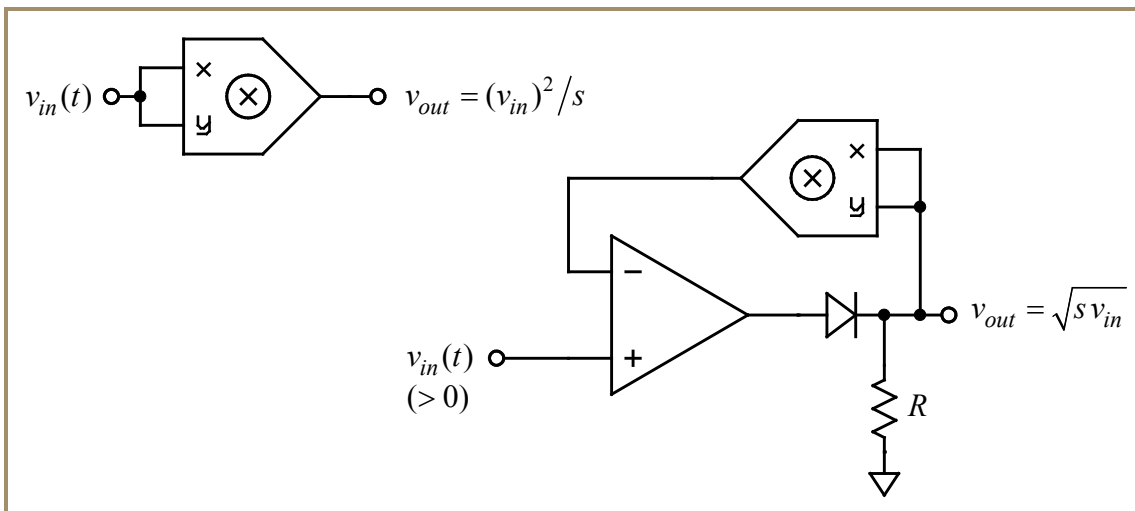 v_in(t)
x
y
v_out = (v_in)²/s
x
y
−
+
v_in(t)
(> 0)
v_out = √(s v_in)
R